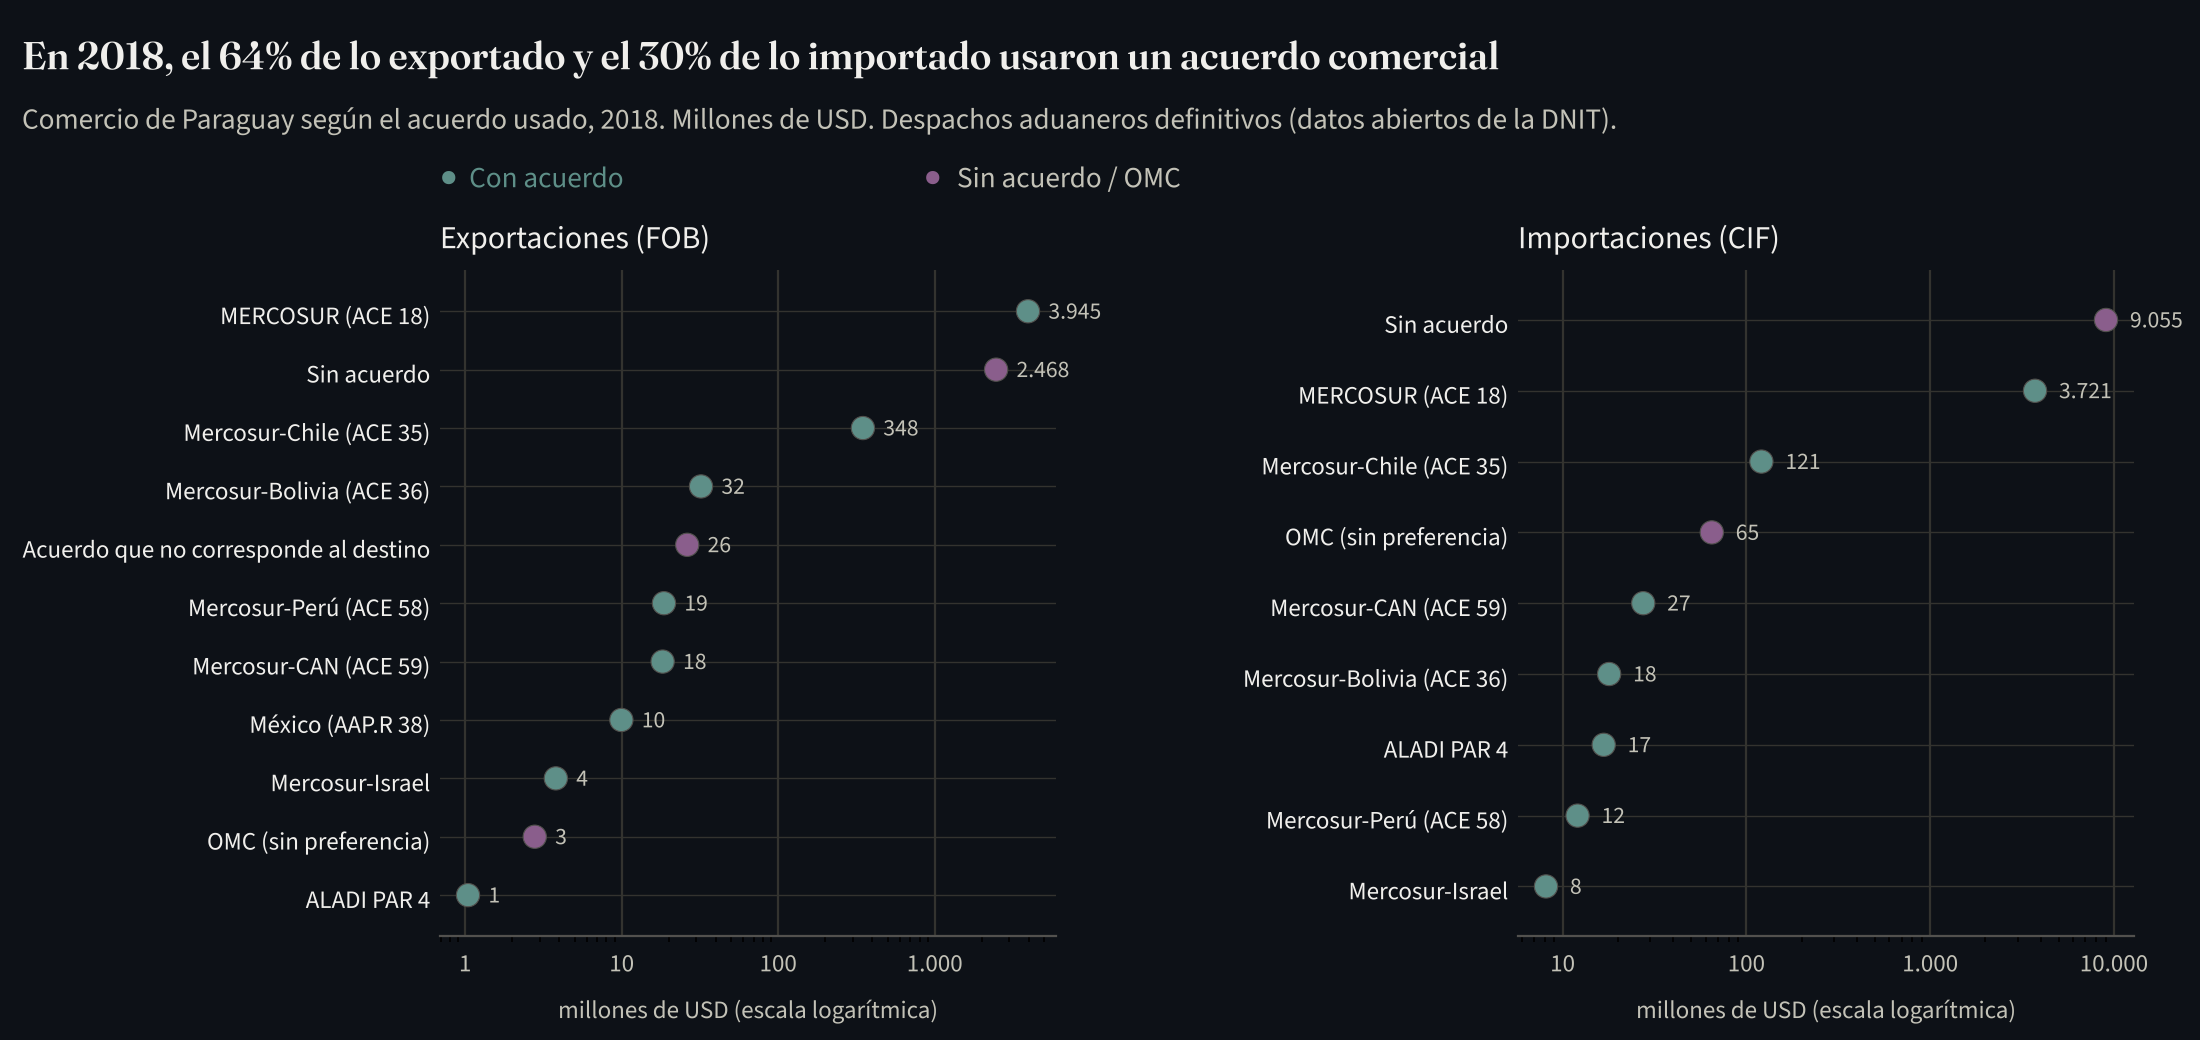 En 2018, el 64% de lo exportado y el 30% de lo importado usaron un acuerdo comercial
Comercio de Paraguay según el acuerdo usado, 2018. Millones de USD. Despachos aduaneros definitivos (datos abiertos de la DNIT).
Con acuerdo
Sin acuerdo / OMC
Exportaciones (FOB)
MERCOSUR (ACE 18) 3.945
Sin acuerdo 2.468
Mercosur-Chile (ACE 35) 348
Mercosur-Bolivia (ACE 36) 32
Acuerdo que no corresponde al destino 26
Mercosur-Perú (ACE 58) 19
Mercosur-CAN (ACE 59) 18
México (AAP.R 38) 10
Mercosur-Israel 4
OMC (sin preferencia) 3
ALADI PAR 4 1
1 10 100 1.000
millones de USD (escala logarítmica)
Importaciones (CIF)
Sin acuerdo 9.055
MERCOSUR (ACE 18) 3.721
Mercosur-Chile (ACE 35) 121
OMC (sin preferencia) 65
Mercosur-CAN (ACE 59) 27
Mercosur-Bolivia (ACE 36) 18
ALADI PAR 4 17
Mercosur-Perú (ACE 58) 12
Mercosur-Israel 8
10 100 1.000 10.000
millones de USD (escala logarítmica)